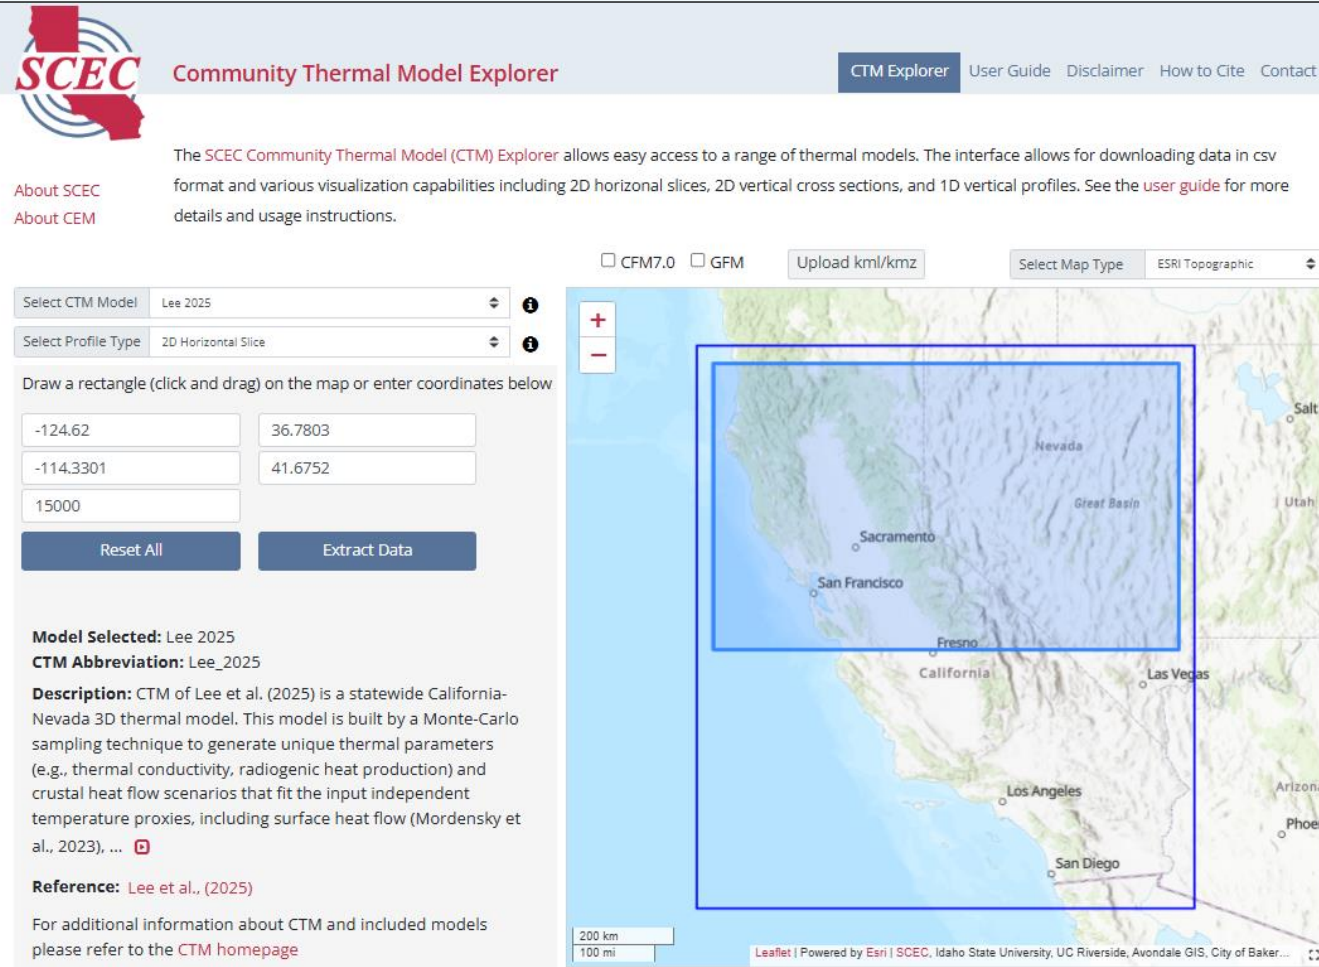 SCEC
Community Thermal Model Explorer
CTM Explorer User Guide Disclaimer How to Cite Contact
About SCEC
About CEM
The SCEC Community Thermal Model (CTM) Explorer allows easy access to a range of thermal models. The interface allows for downloading data in csv
format and various visualization capabilities including 2D horizonal slices, 2D vertical cross sections, and 1D vertical profiles. See the user guide for more
details and usage instructions.
CFM7.0 GFM Upload kml/kmz Select Map Type ESRI Topographic
Select CTM Model Lee 2025
Select Profile Type 2D Horizontal Slice
Draw a rectangle (click and drag) on the map or enter coordinates below
-124.62 36.7803
-114.3301 41.6752
15000
Reset All Extract Data
Model Selected: Lee 2025
CTM Abbreviation: Lee_2025
Description: CTM of Lee et al. (2025) is a statewide California-
Nevada 3D thermal model. This model is built by a Monte-Carlo
sampling technique to generate unique thermal parameters
(e.g., thermal conductivity, radiogenic heat production) and
crustal heat flow scenarios that fit the input independent
temperature proxies, including surface heat flow (Mordensky et
al., 2023), ...
Reference: Lee et al., (2025)
For additional information about CTM and included models
please refer to the CTM homepage
+
−
Salt
Nevada
Great Basin
Utah
Sacramento
San Francisco
Fresno
California
Las Vegas
Los Angeles
Arizon
Phoe
San Diego
200 km
100 mi
Leaflet | Powered by Esri | SCEC, Idaho State University, UC Riverside, Avondale GIS, City of Baker...